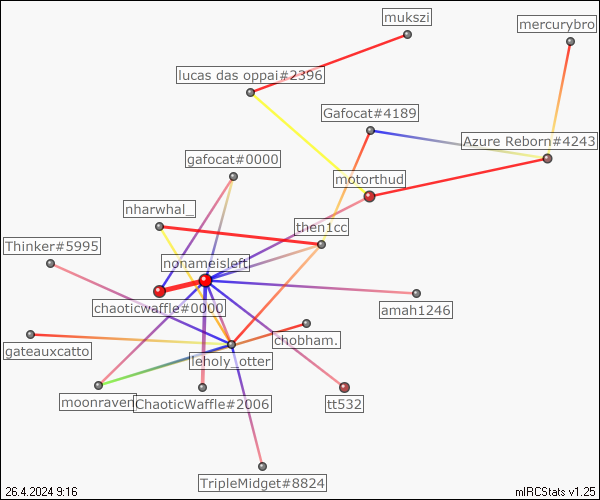 mukszi
mercurybro
lucas das oppai#2396
Gafocat#4189
Azure Reborn#4243
gafocat#0000
motorthud
nharwhal_
then1cc
Thinker#5995
nonameisleft
chaoticwaffle#0000
amah1246
chobham.
gateauxcatto
leholy_otter
moonraven
ChaoticWaffle#2006
tt532
TripleMidget#8824
26.4.2024 9:16
mIRCStats v1.25